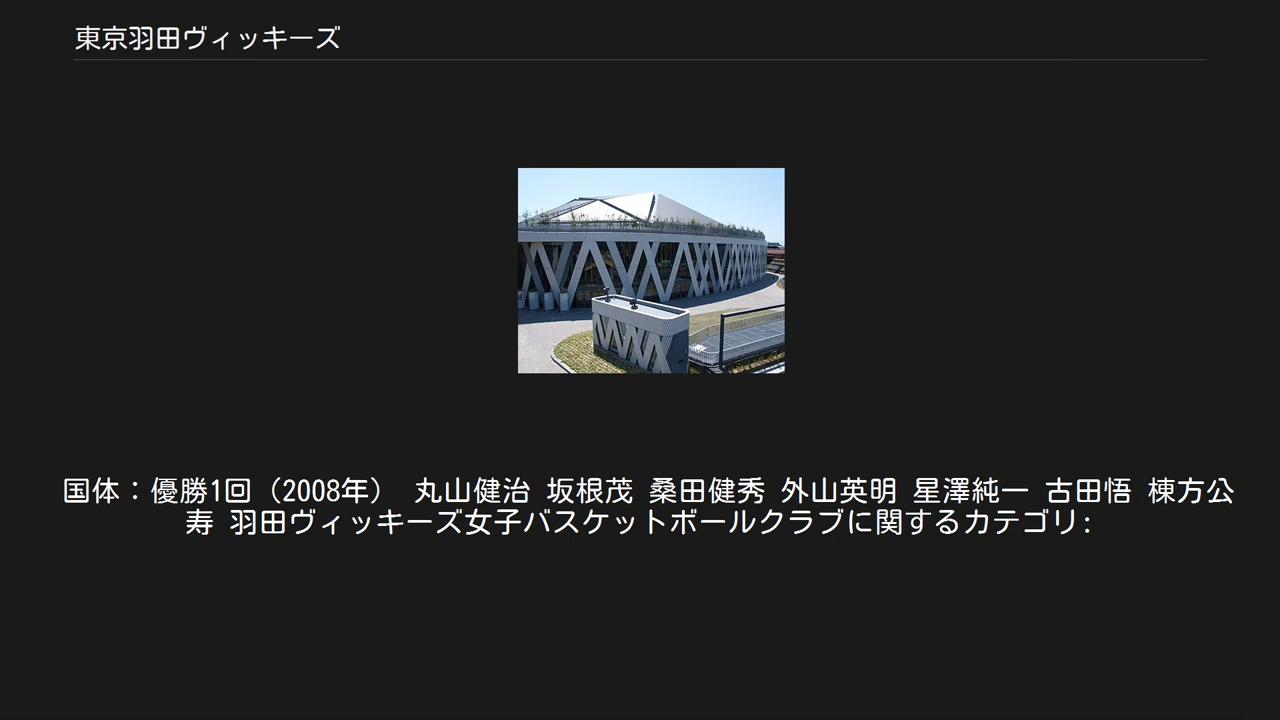 東京羽田ヴィッキーズ
国体：優勝1回（2008年） 丸山健治 坂根茂 桑田健秀 外山英明 星澤純一 古田悟 棟方公
寿 羽田ヴィッキーズ女子バスケットボールクラブに関するカテゴリ: